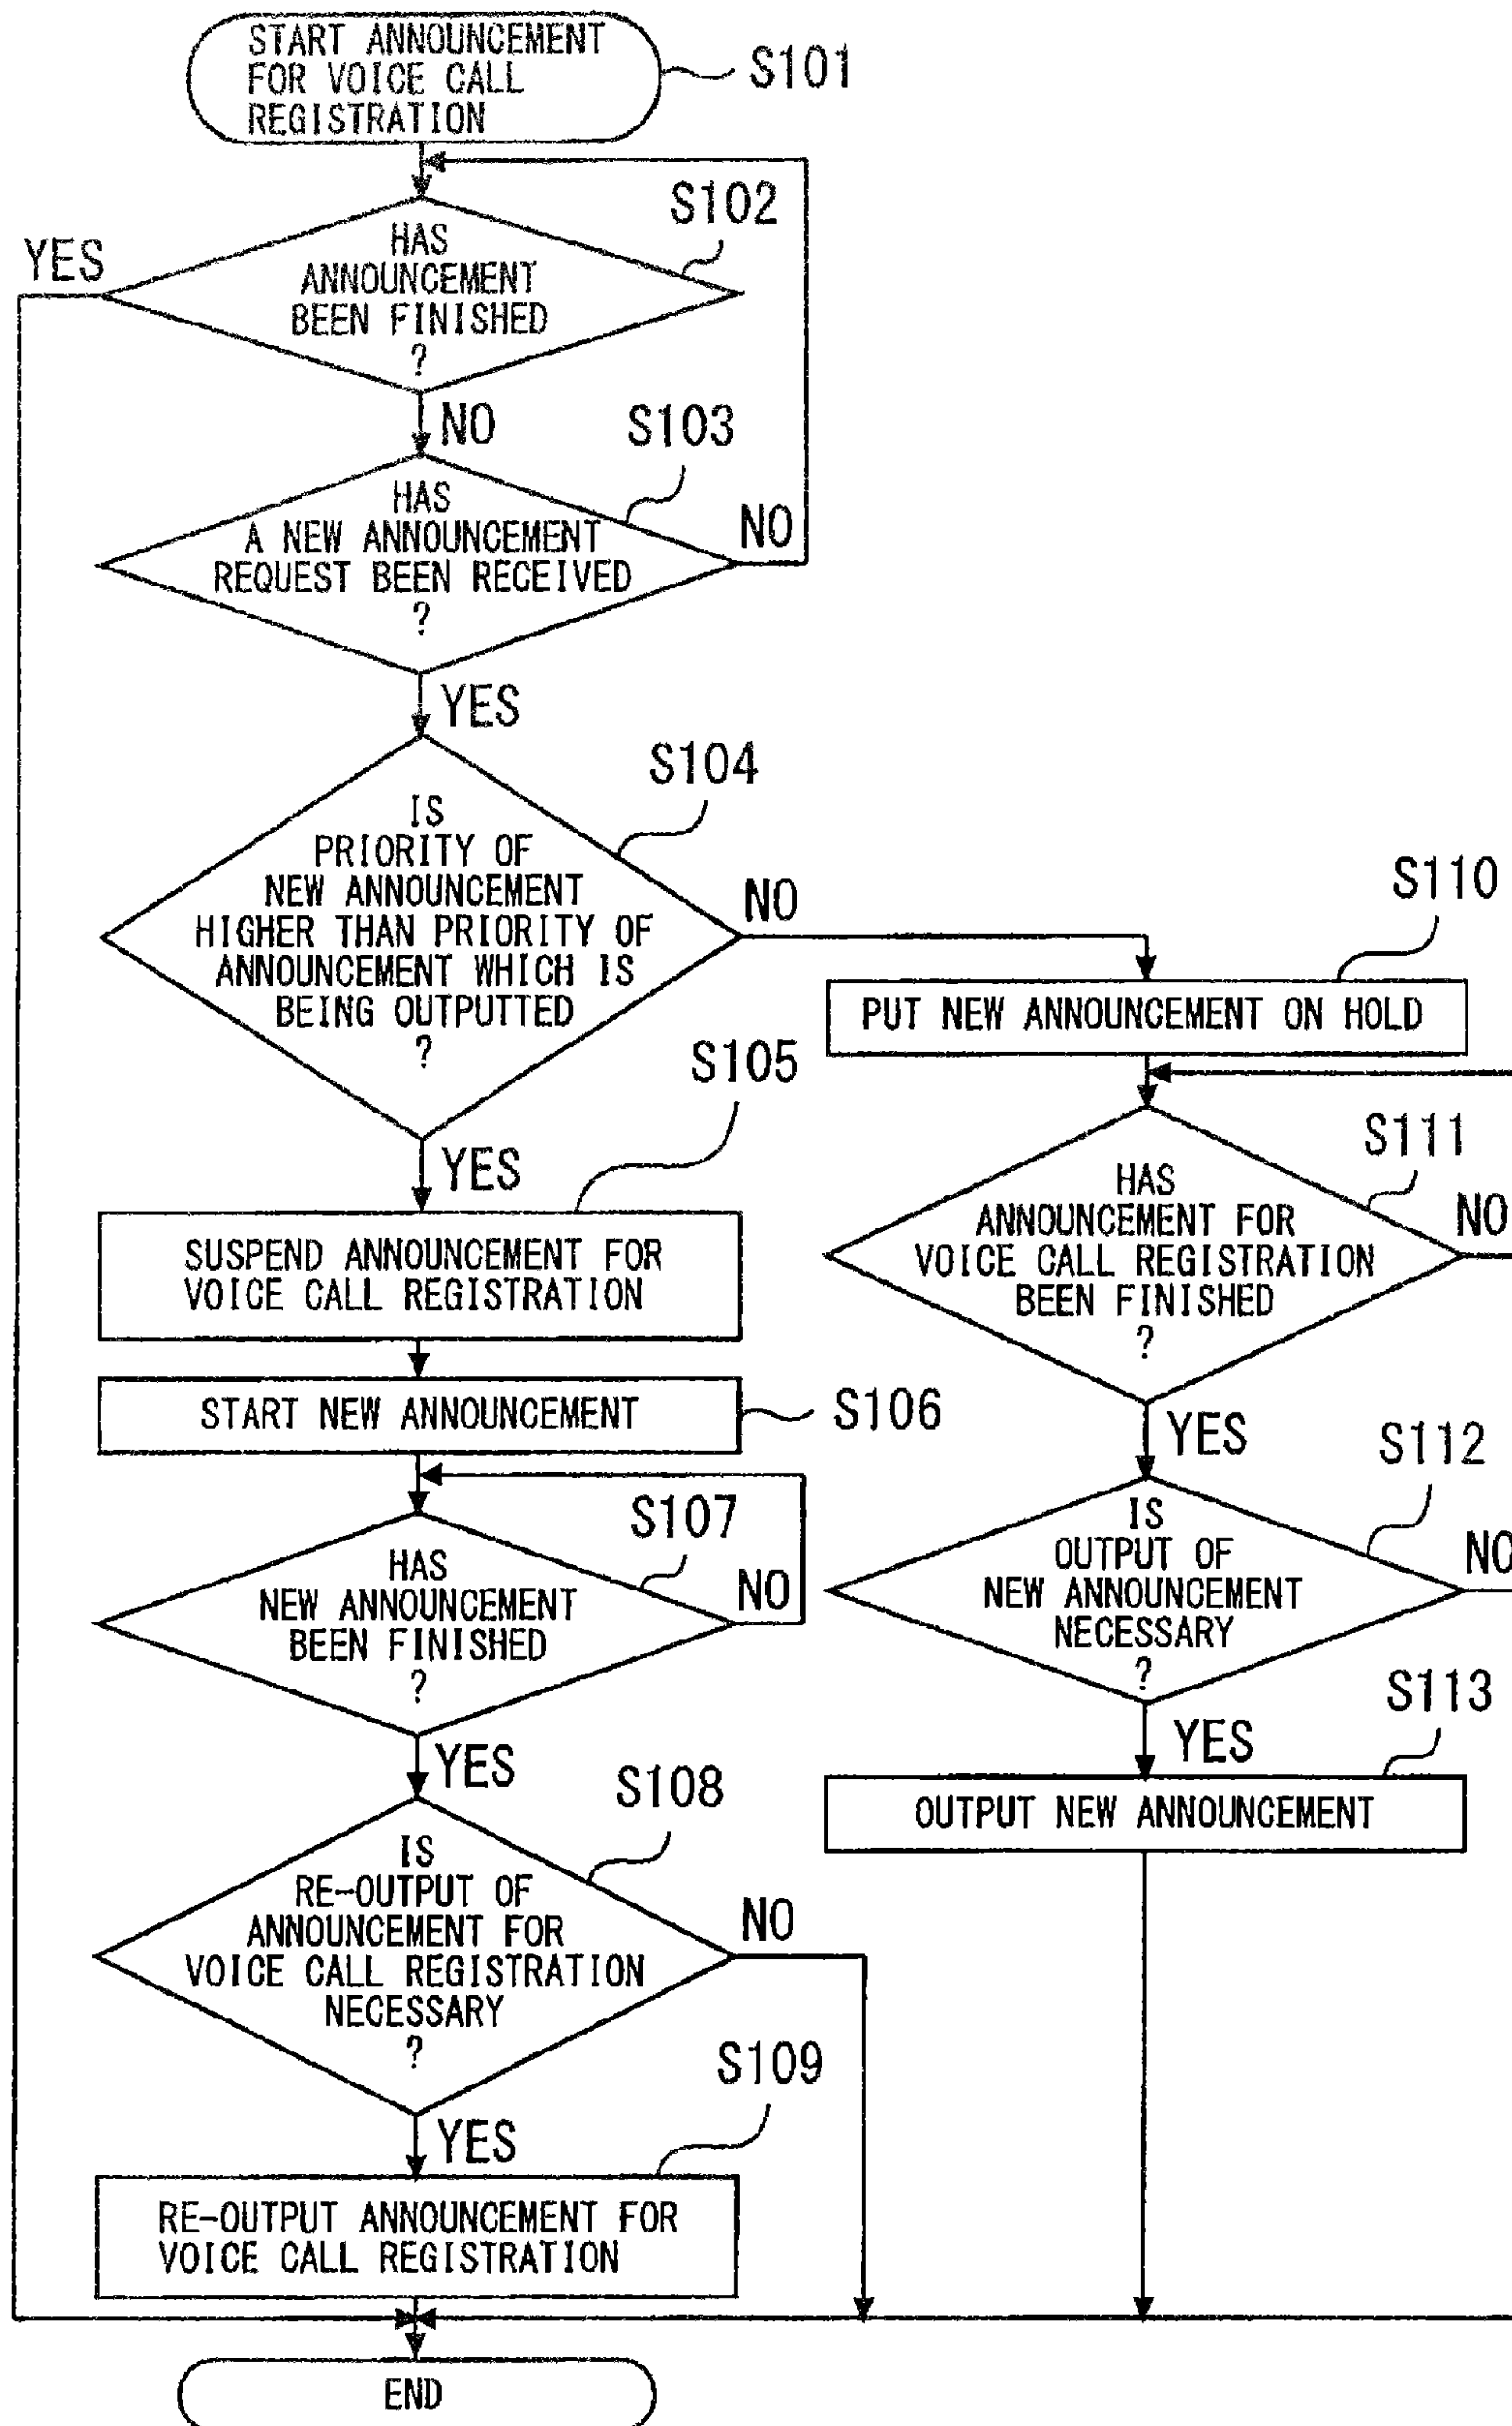 START ANNOUNCEMENT
FOR VOICE CALL
REGISTRATION
S101
S102
YES
HAS
ANNOUNCEMENT
BEEN FINISHED
?
NO
S103
HAS
A NEW ANNOUNCEMENT
REQUEST BEEN RECEIVED
?
NO
YES
S104
IS
PRIORITY OF
NEW ANNOUNCEMENT
HIGHER THAN PRIORITY OF
ANNOUNCEMENT WHICH IS
BEING OUTPUTTED
?
NO
YES
S105
SUSPEND ANNOUNCEMENT FOR
VOICE CALL REGISTRATION
START NEW ANNOUNCEMENT
S106
S107
HAS
NEW ANNOUNCEMENT
BEEN FINISHED
?
NO
YES
S108
IS
RE-OUTPUT OF
ANNOUNCEMENT FOR
VOICE CALL REGISTRATION
NECESSARY
?
NO
YES
S109
RE-OUTPUT ANNOUNCEMENT FOR
VOICE CALL REGISTRATION
S110
PUT NEW ANNOUNCEMENT ON HOLD
S111
HAS
ANNOUNCEMENT FOR
VOICE CALL REGISTRATION
BEEN FINISHED
?
NO
YES
S112
IS
OUTPUT OF
NEW ANNOUNCEMENT
NECESSARY
?
NO
YES
S113
OUTPUT NEW ANNOUNCEMENT
END